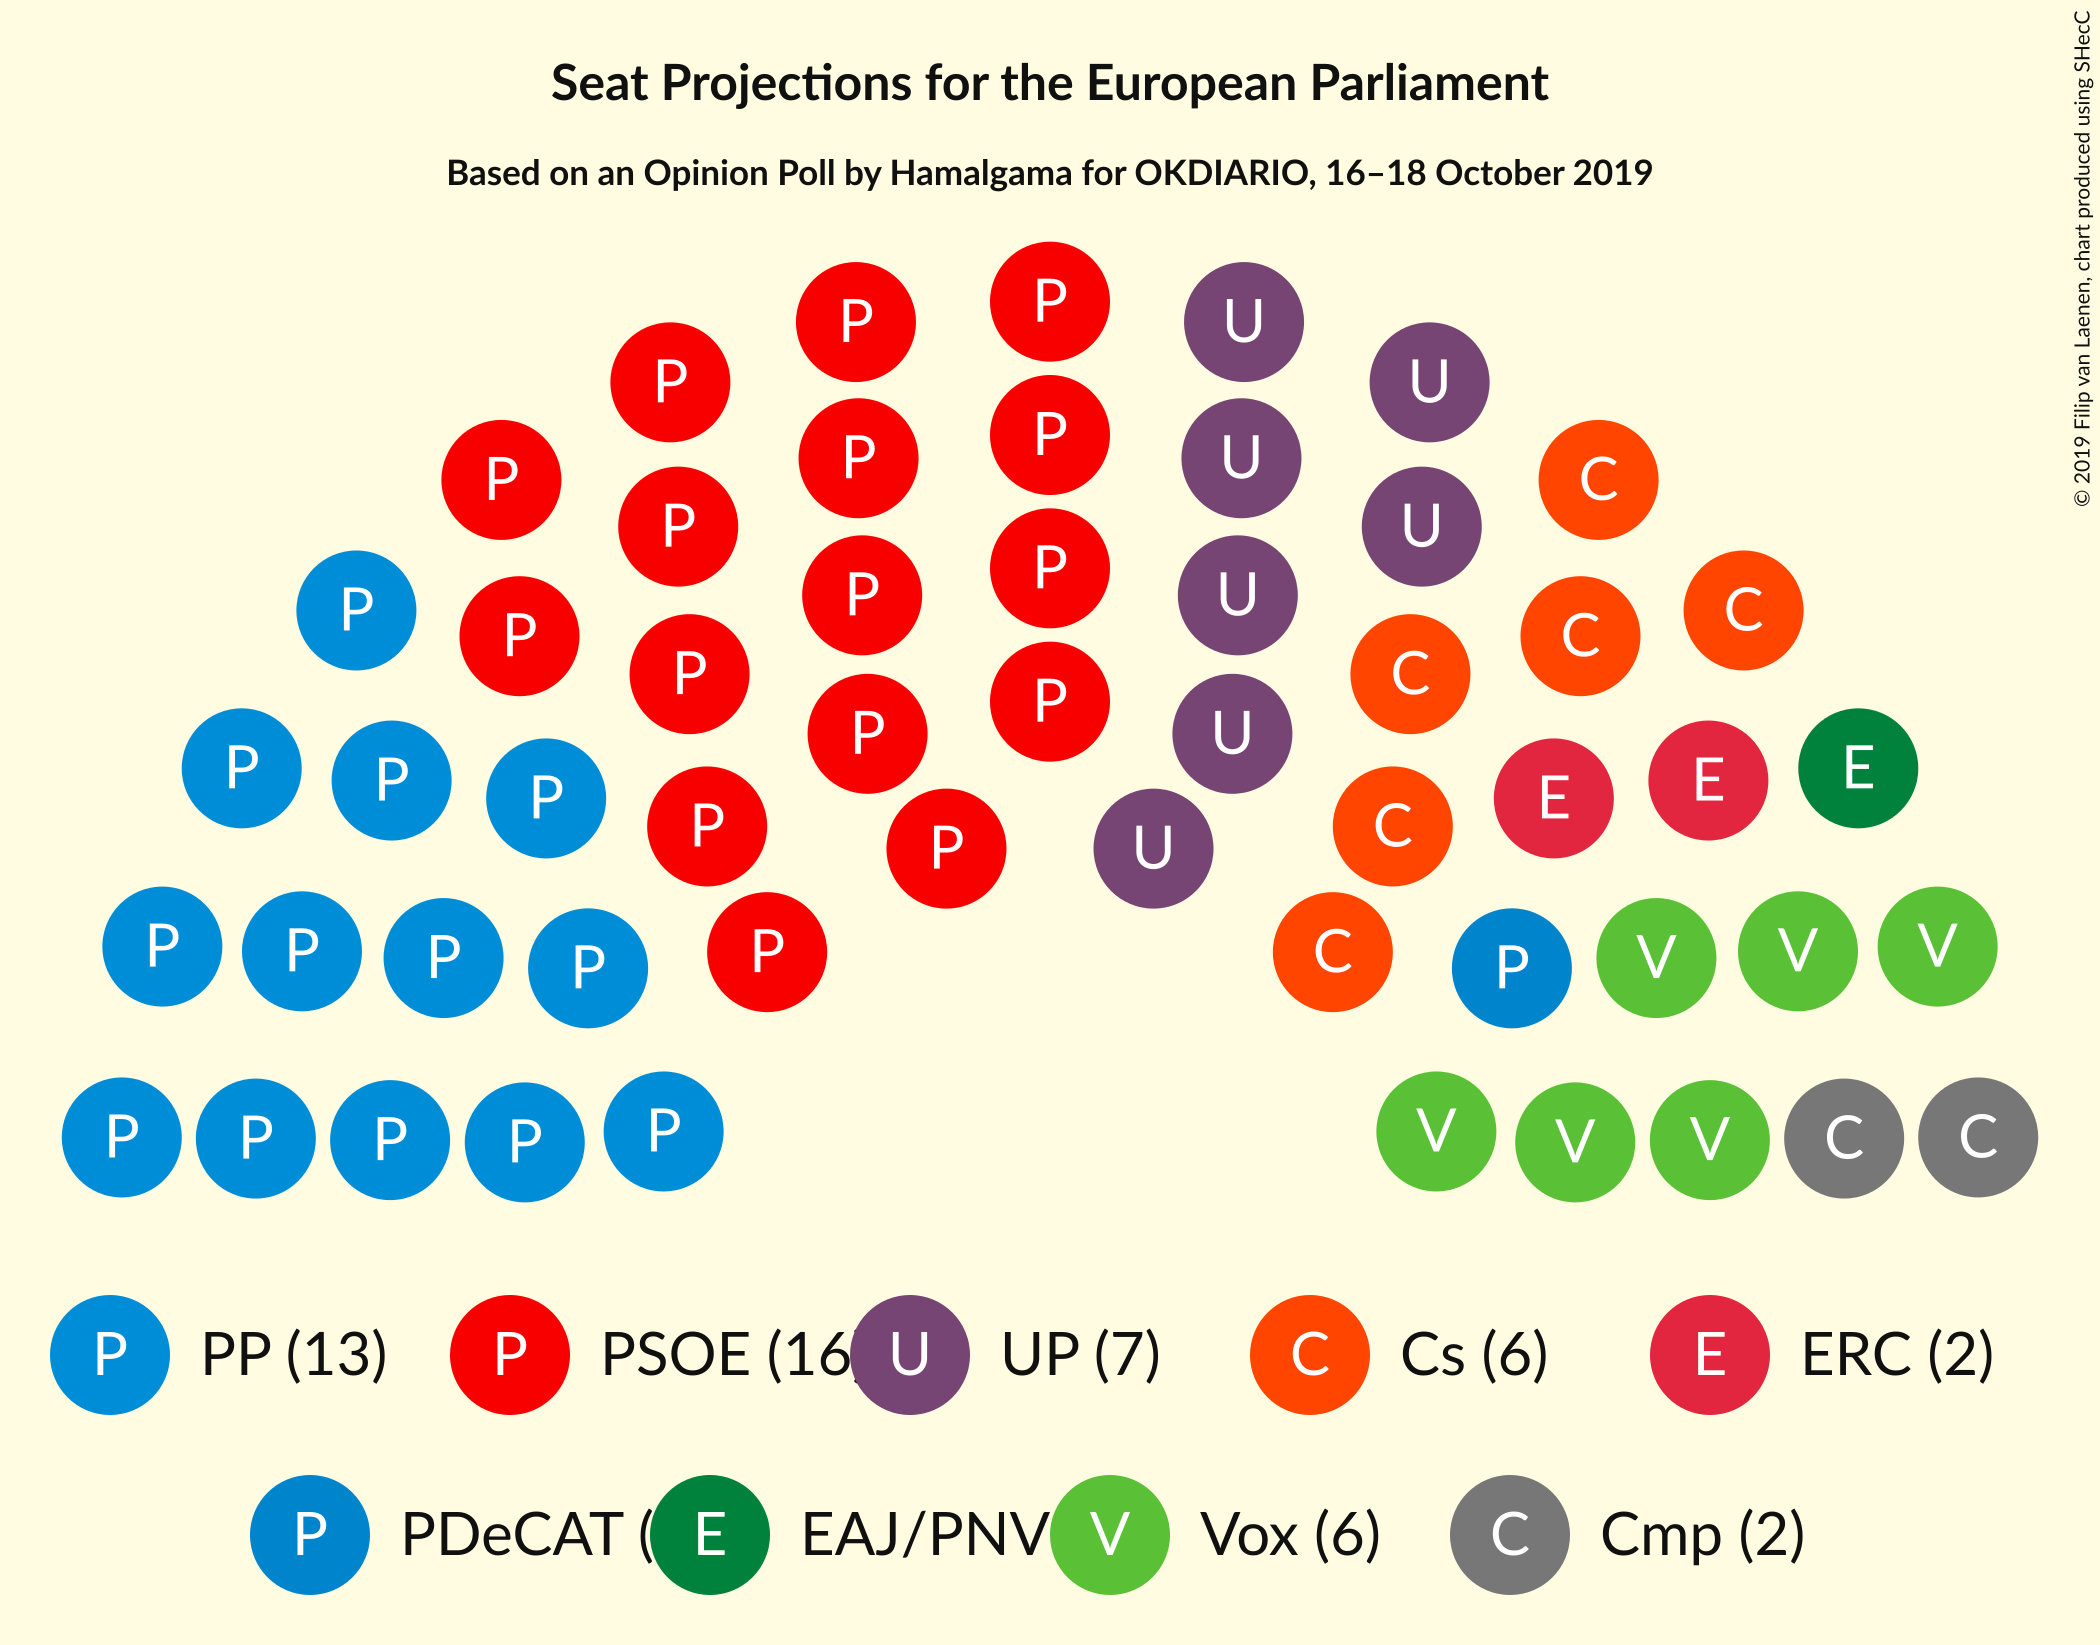 Seat Projections for the European Parliament
Based on an Opinion Poll by Hamalgama for OKDIARIO, 16–18 October 2019
© 2019 Filip van Laenen, chart produced using SHecC
P P P U U
P P P U U
P C
P P P U C
P P C C
P P P U
P P P P C E E E
P P U
P P P P P C P V V V
P P P P P V V V C C
P PP (13) P PSOE (16 U UP (7) C Cs (6) E ERC (2)
P PDeCAT ( E EAJ/PNV V Vox (6) C Cmp (2)